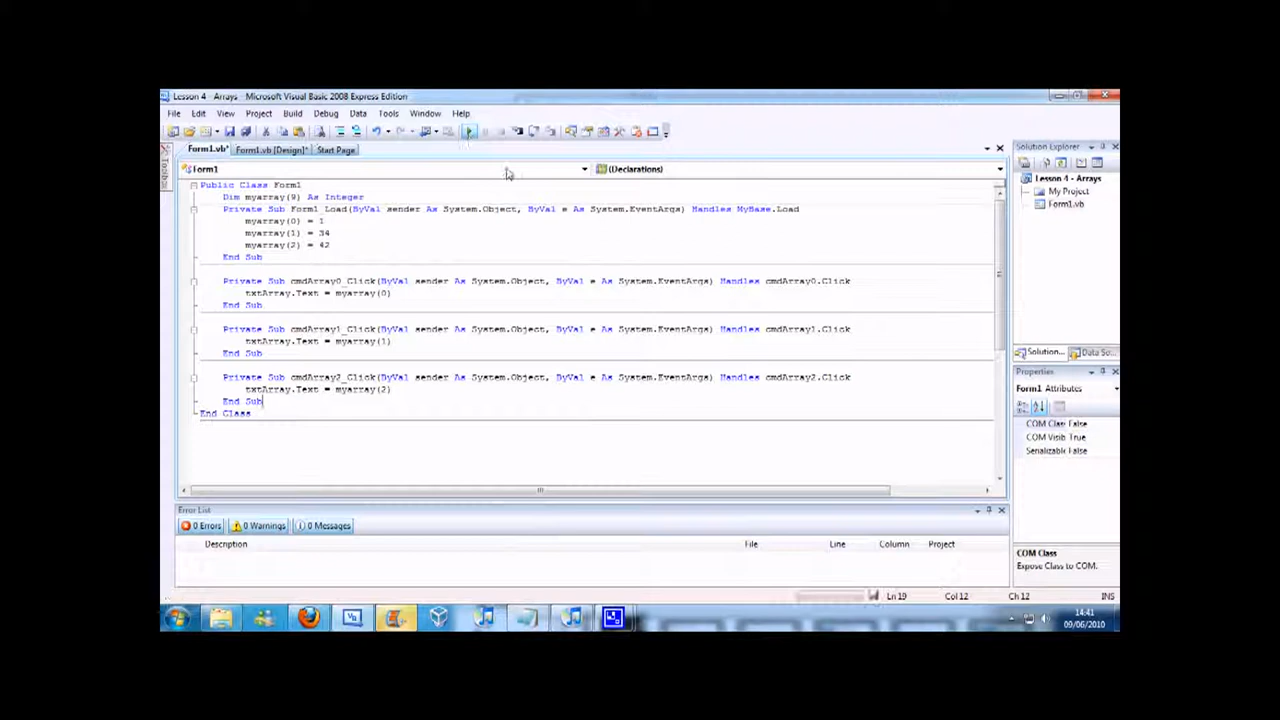 Lesson 4 - Arrays - Microsoft Visual Basic 2008 Express Edition
File Edit View Project Build Debug Data Tools Window Help
Form1.vb* Form1.vb [Design]* Start Page
Solution Explorer
Form1 (Declarations)
Toolbox
Lesson 4 - Arrays
My Project
Form1.vb
Public Class Form1
Dim myarray(9) As Integer
Private Sub Form1_Load(ByVal sender As System.Object, ByVal e As System.EventArgs) Handles MyBase.Load
myarray(0) = 1
myarray(1) = 34
myarray(2) = 42
End Sub
Private Sub cmdArray0_Click(ByVal sender As System.Object, ByVal e As System.EventArgs) Handles cmdArray0.Click
txtArray.Text = myarray(0)
End Sub
Private Sub cmdArray1_Click(ByVal sender As System.Object, ByVal e As System.EventArgs) Handles cmdArray1.Click
txtArray.Text = myarray(1)
End Sub
Private Sub cmdArray2_Click(ByVal sender As System.Object, ByVal e As System.EventArgs) Handles cmdArray2.Click
txtArray.Text = myarray(2)
End Sub
End Class
Solution... Data So...
Properties
Form1 Attributes
COM Clas False
COM Visib True
Serializable False
COM Class
Expose Class to COM.
Error List
0 Errors 0 Warnings 0 Messages
Description File Line Column Project
Ln 19 Col 12 Ch 12 INS
14:41
09/06/2010